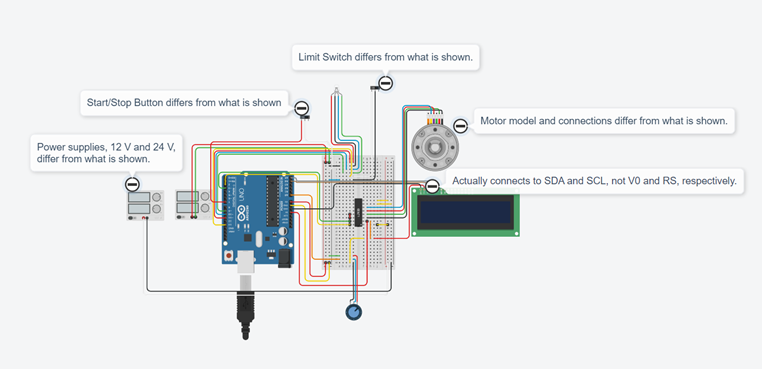 Limit Switch differs from what is shown.
Start/Stop Button differs from what is shown
Motor model and connections differ from what is shown.
Power supplies, 12 V and 24 V,
differ from what is shown.
Actually connects to SDA and SCL, not V0 and RS, respectively.
UNO